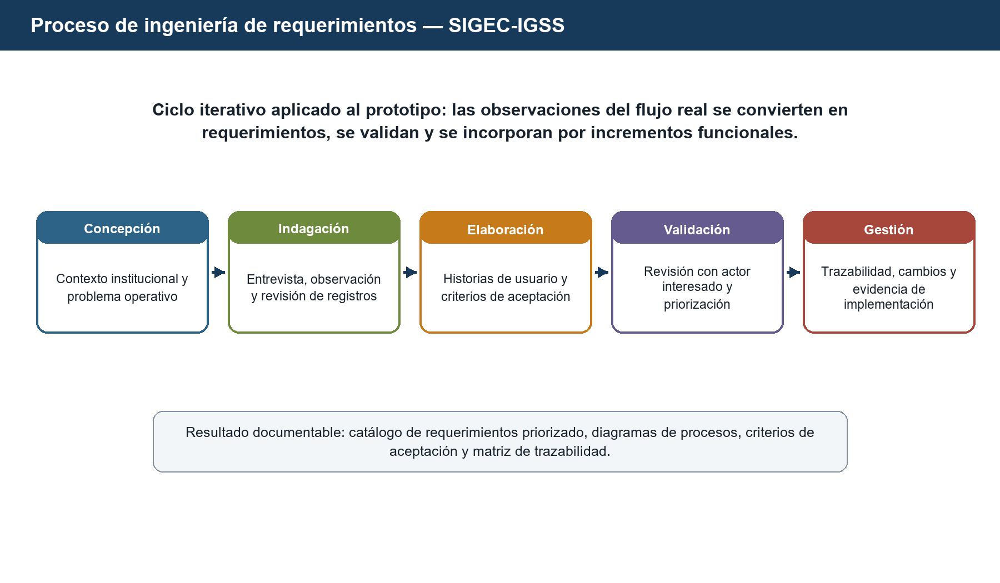 Proceso de ingeniería de requerimientos — SIGEC-IGSS
Ciclo iterativo aplicado al prototipo: las observaciones del flujo real se convierten en
requerimientos, se validan y se incorporan por incrementos funcionales.
Concepción
Contexto institucional y
problema operativo
Indagación
Entrevista, observación
y revisión de registros
Elaboración
Historias de usuario y
criterios de aceptación
Validación
Revisión con actor
interesado y
priorización
Gestión
Trazabilidad, cambios y
evidencia de
implementación
Resultado documentable: catálogo de requerimientos priorizado, diagramas de procesos, criterios de
aceptación y matriz de trazabilidad.